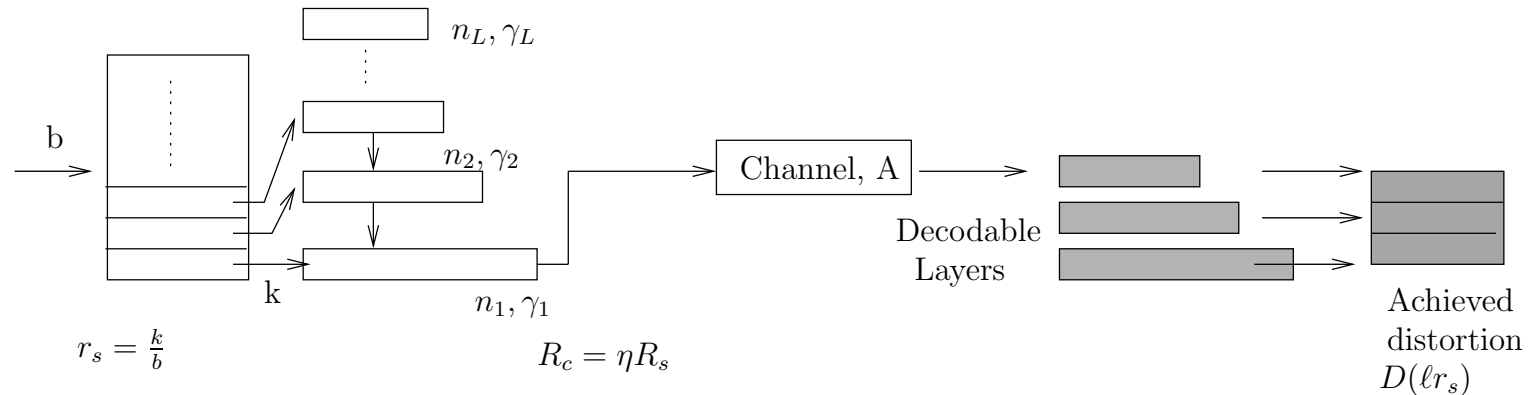 n_L, γ_L
b
n_2, γ_2
Channel, A
Decodable
Layers
k
n_1, γ_1
r_s = k/b
R_c = ηR_s
Achieved
distortion
D(ℓr_s)